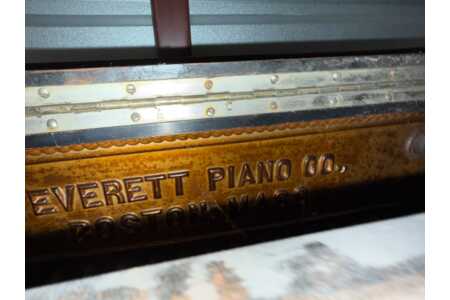 EVERETT PIANO CO.,
BOSTON, MASS.